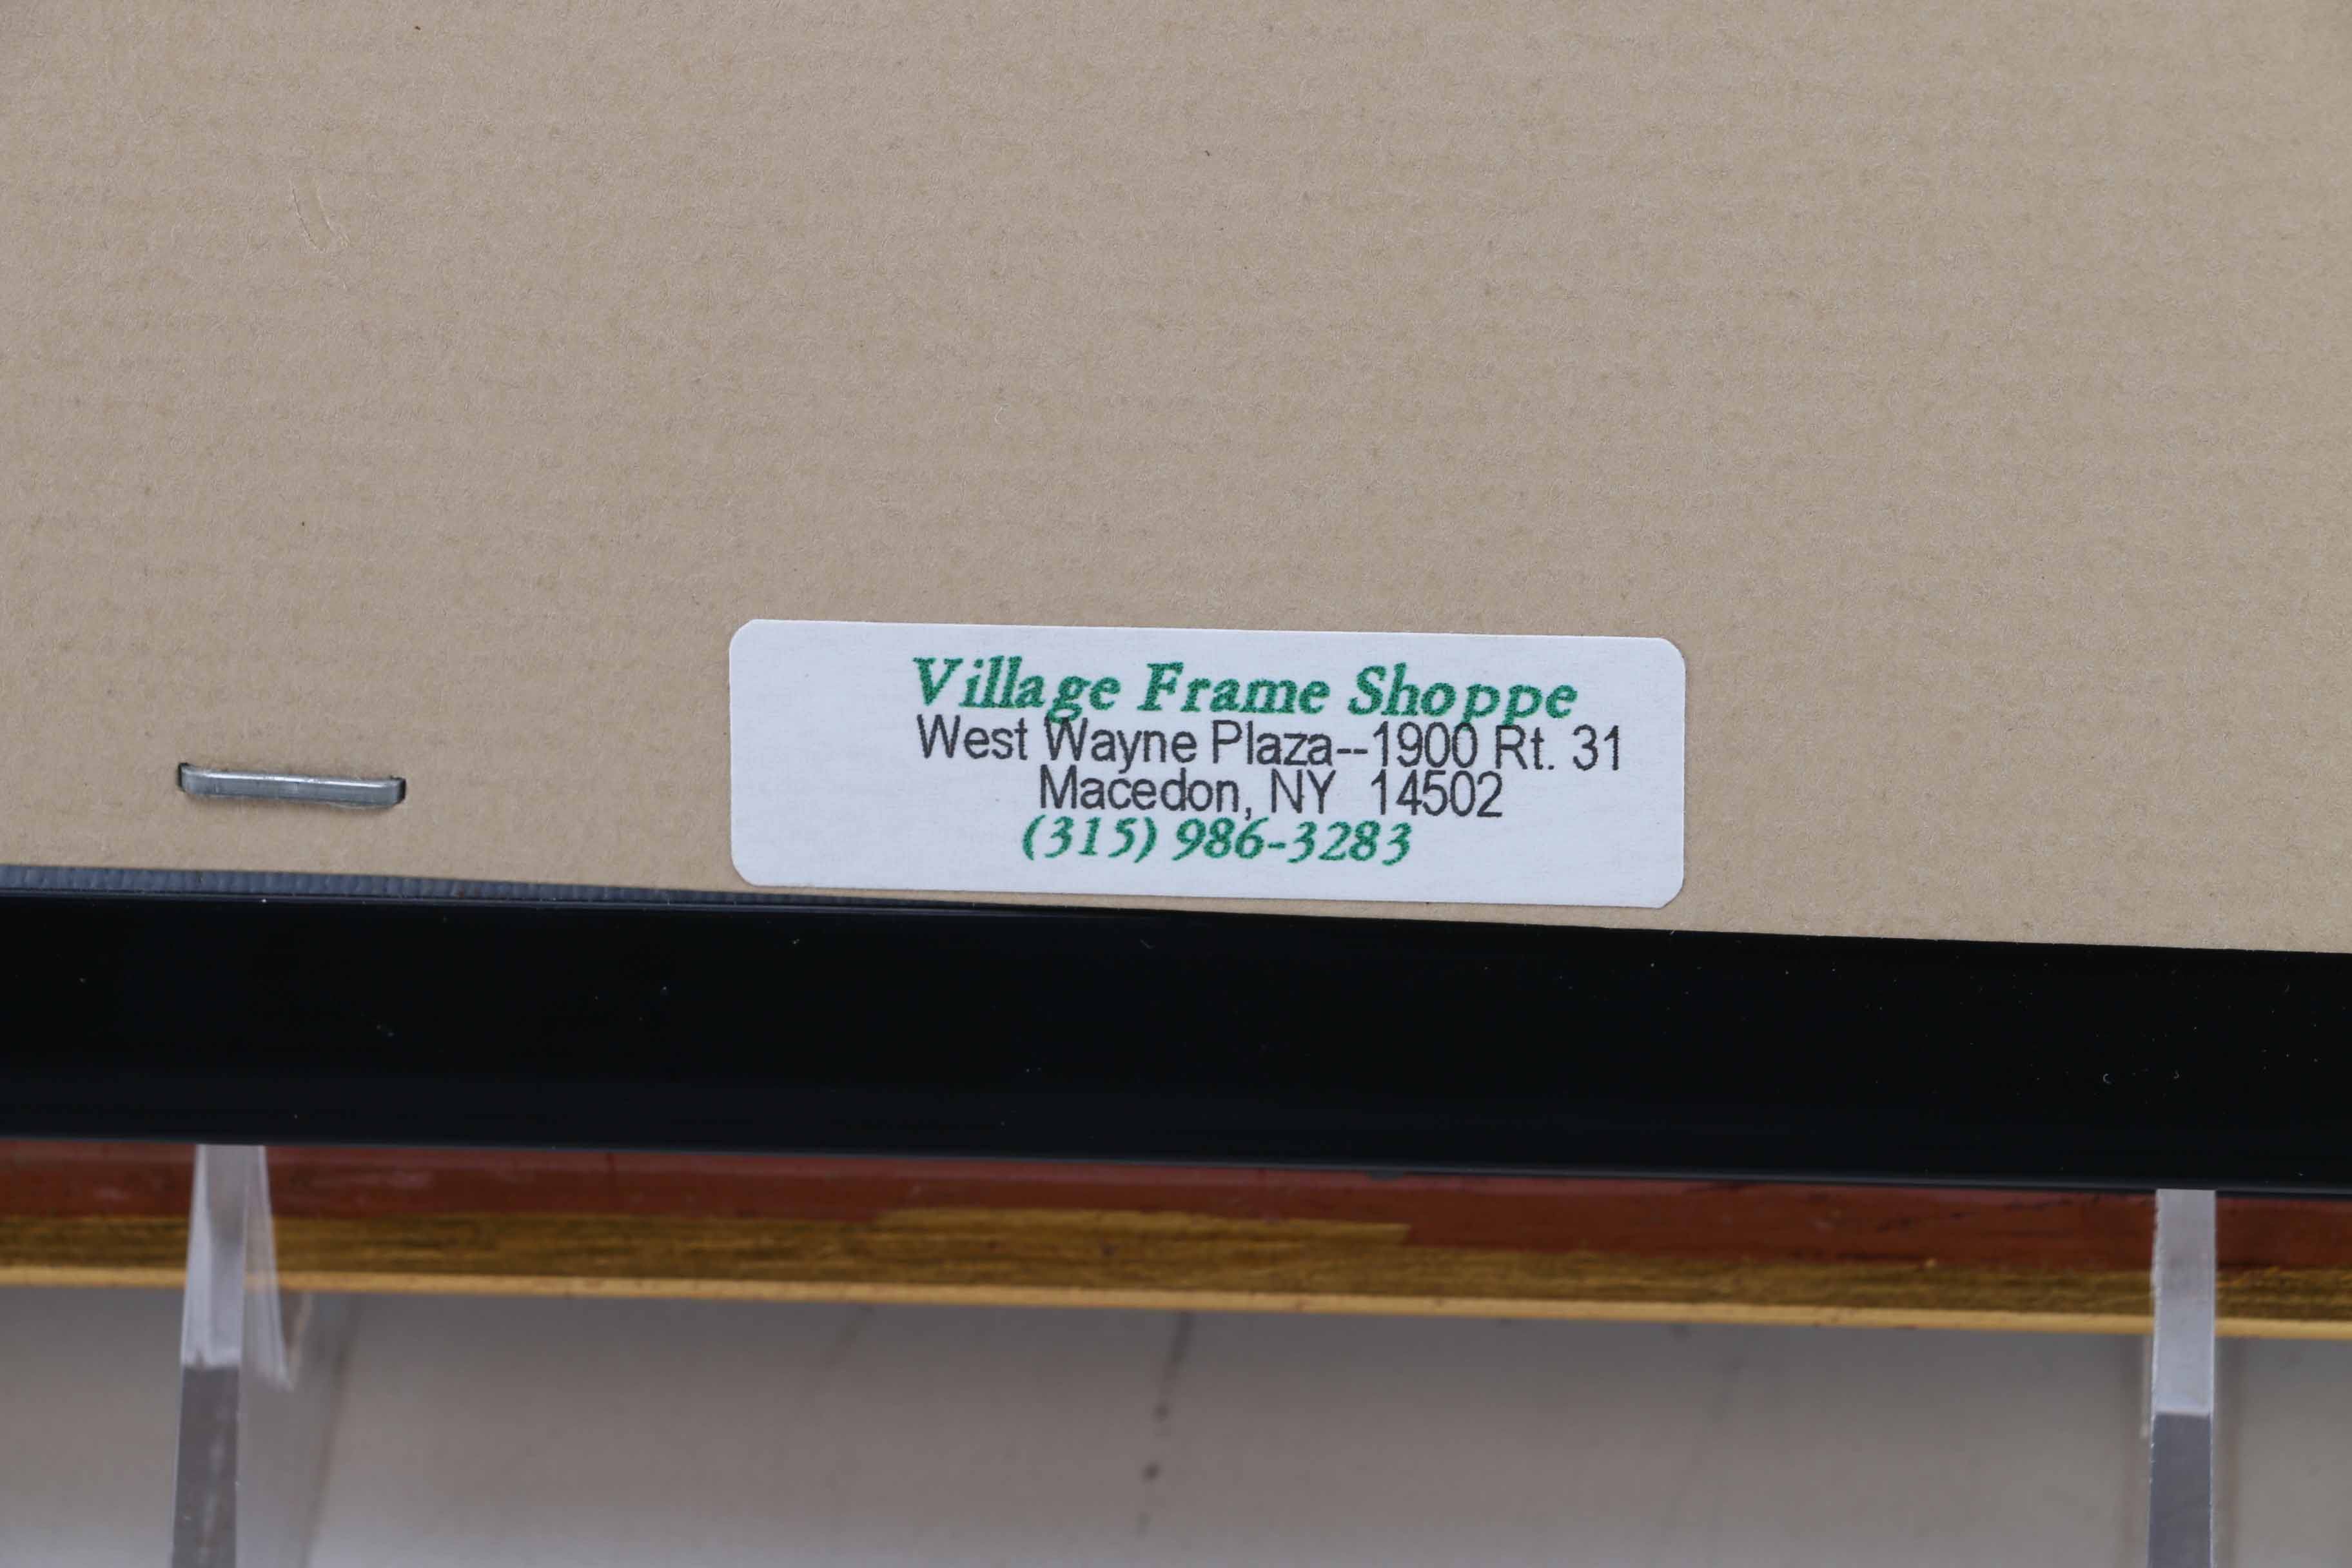 Village Frame Shoppe
West Wayne Plaza--1900 Rt. 31
Macedon, NY  14502
(315) 986-3283